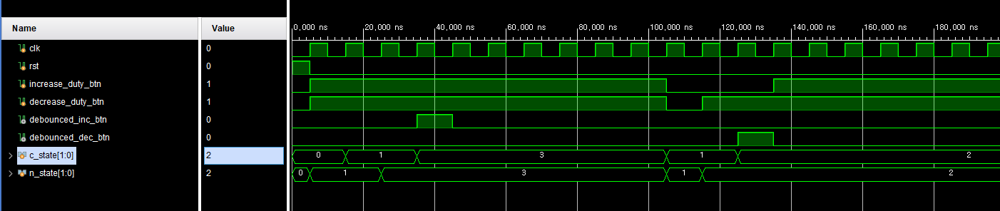 Name Value 0,000 ns 20,000 ns 40,000 ns 60,000 ns 80,000 ns 100,000 ns 120,000 ns 140,000 ns 160,000 ns 180,000 ns
clk 0
rst 0
increase_duty_btn 1
decrease_duty_btn 1
debounced_inc_btn 0
debounced_dec_btn 0
c_state[1:0] 2 0 1 3 1 2
n_state[1:0] 2 0 1 3 1 2